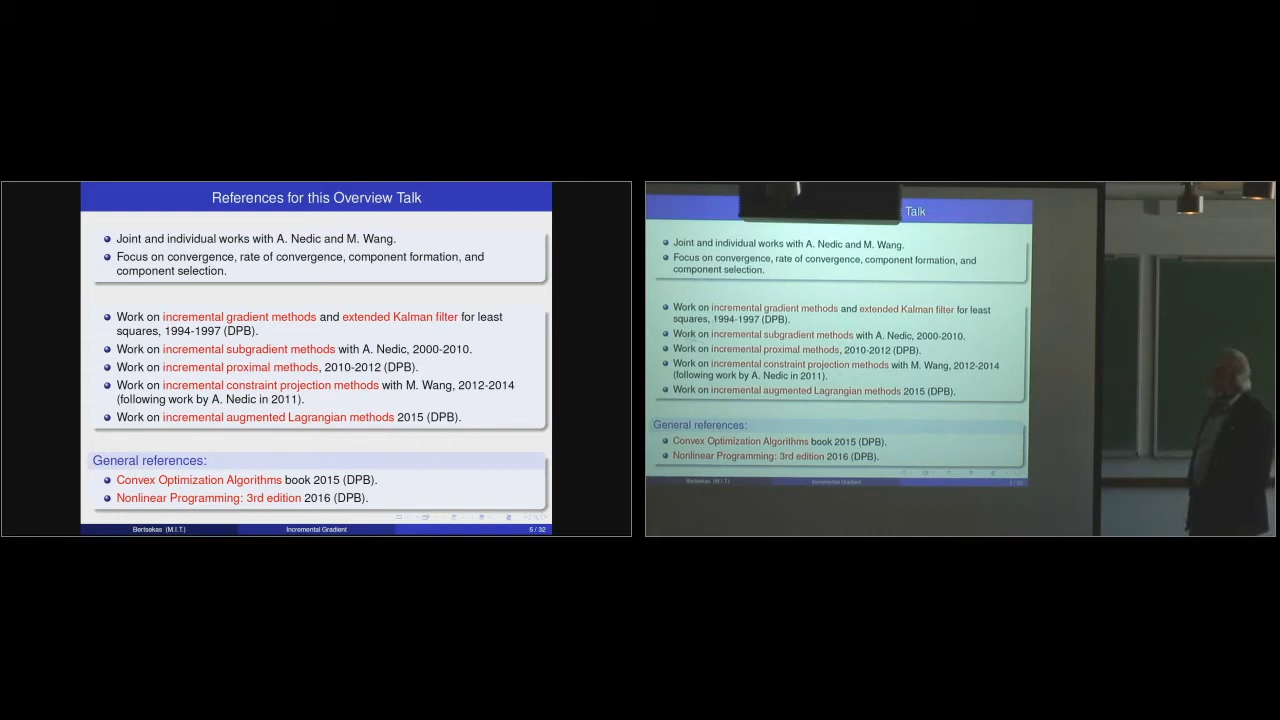 References for this Overview Talk
Joint and individual works with A. Nedic and M. Wang.
Focus on convergence, rate of convergence, component formation, and
component selection.
Work on incremental gradient methods and extended Kalman filter for least
squares, 1994-1997 (DPB).
Work on incremental subgradient methods with A. Nedic, 2000-2010.
Work on incremental proximal methods, 2010-2012 (DPB).
Work on incremental constraint projection methods with M. Wang, 2012-2014
(following work by A. Nedic in 2011).
Work on incremental augmented Lagrangian methods 2015 (DPB).
General references:
Convex Optimization Algorithms book 2015 (DPB).
Nonlinear Programming: 3rd edition 2016 (DPB).
Bertsekas (M.I.T.) Incremental Gradient 5 / 32
Talk
Joint and individual works with A. Nedic and M. Wang.
Focus on convergence, rate of convergence, component formation, and
component selection.
Work on incremental gradient methods and extended Kalman filter for least
squares, 1994-1997 (DPB).
Work on incremental subgradient methods with A. Nedic, 2000-2010.
Work on incremental proximal methods, 2010-2012 (DPB).
Work on incremental constraint projection methods with M. Wang, 2012-2014
(following work by A. Nedic in 2011).
Work on incremental augmented Lagrangian methods 2015 (DPB).
General references:
Convex Optimization Algorithms book 2015 (DPB).
Nonlinear Programming: 3rd edition 2016 (DPB).
Bertsekas (M.I.T.) Incremental Gradient 5 / 32